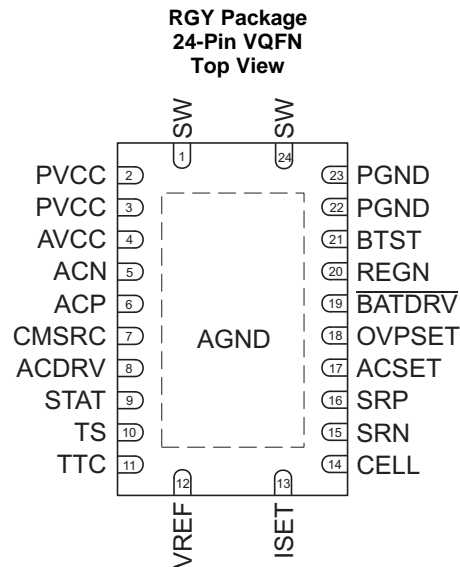 RGY Package
24-Pin VQFN
Top View
SW
SW
1
24
PVCC 2
23 PGND
PVCC 3
22 PGND
AVCC 4
21 BTST
ACN 5
20 REGN
ACP 6
19 BATDRV
CMSRC 7
AGND
18 OVPSET
ACDRV 8
17 ACSET
STAT 9
16 SRP
TS 10
15 SRN
TTC 11
14 CELL
12
13
VREF
ISET